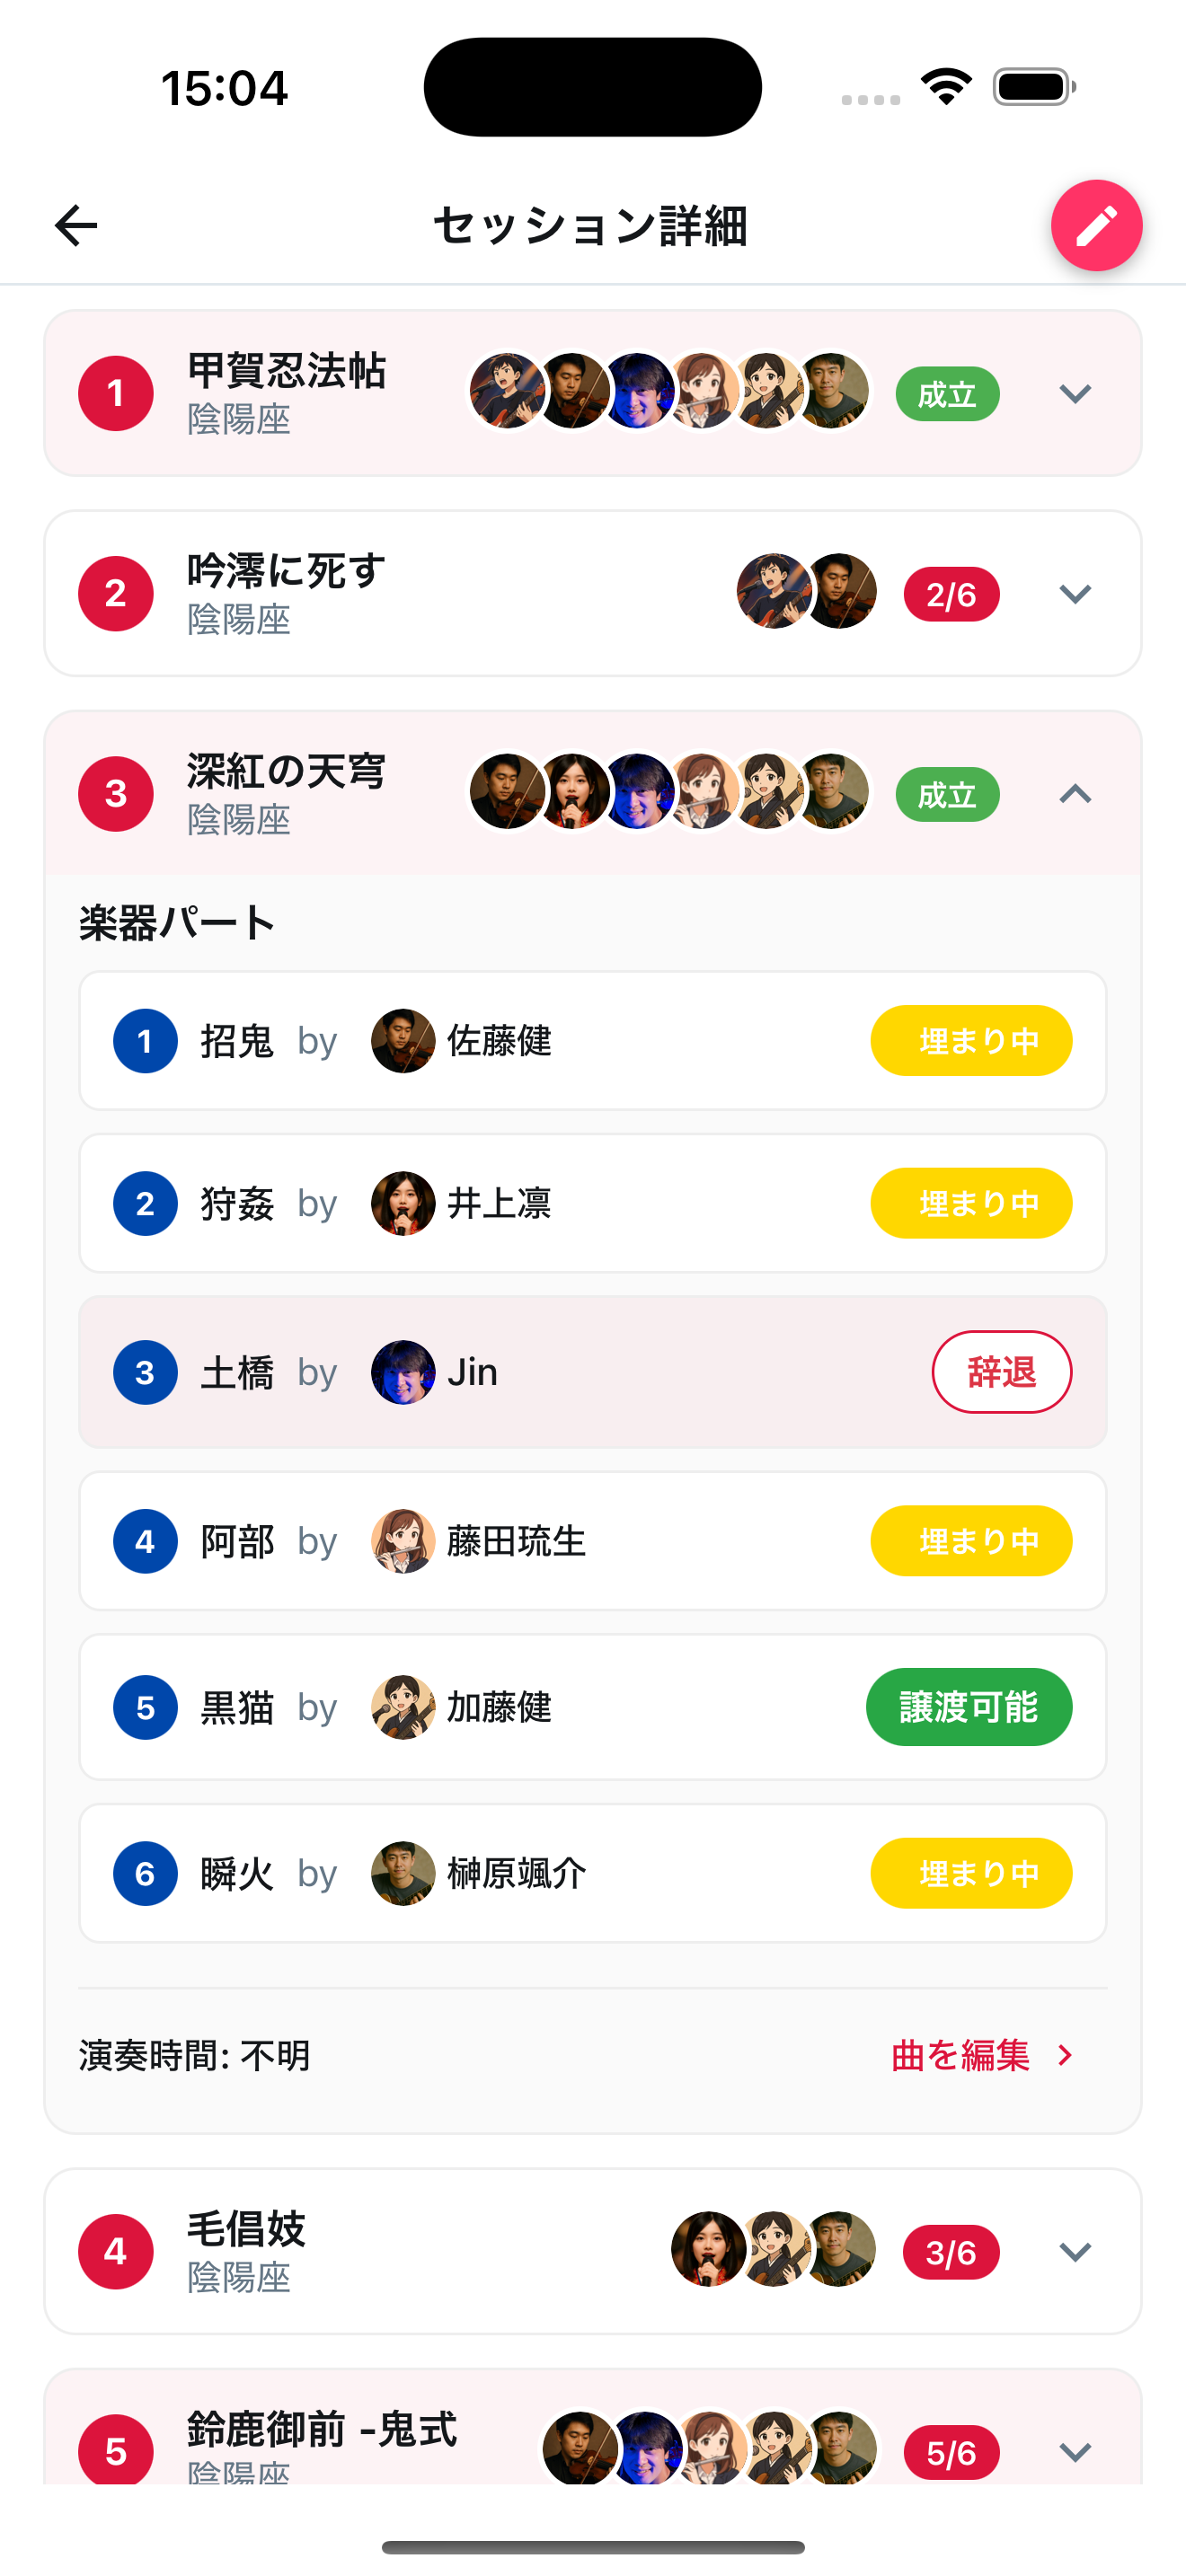 15:04
セッション詳細
1 甲賀忍法帖 成立
陰陽座
2 吟澪に死す 2/6
陰陽座
3 深紅の天穹 成立
陰陽座
楽器パート
1 招鬼 by 佐藤健 埋まり中
2 狩姦 by 井上凛 埋まり中
3 土橋 by Jin 辞退
4 阿部 by 藤田琉生 埋まり中
5 黒猫 by 加藤健 譲渡可能
6 瞬火 by 榊原颯介 埋まり中
演奏時間: 不明 曲を編集
4 毛倡妓 3/6
陰陽座
5 鈴鹿御前 -鬼式 5/6
陰陽座